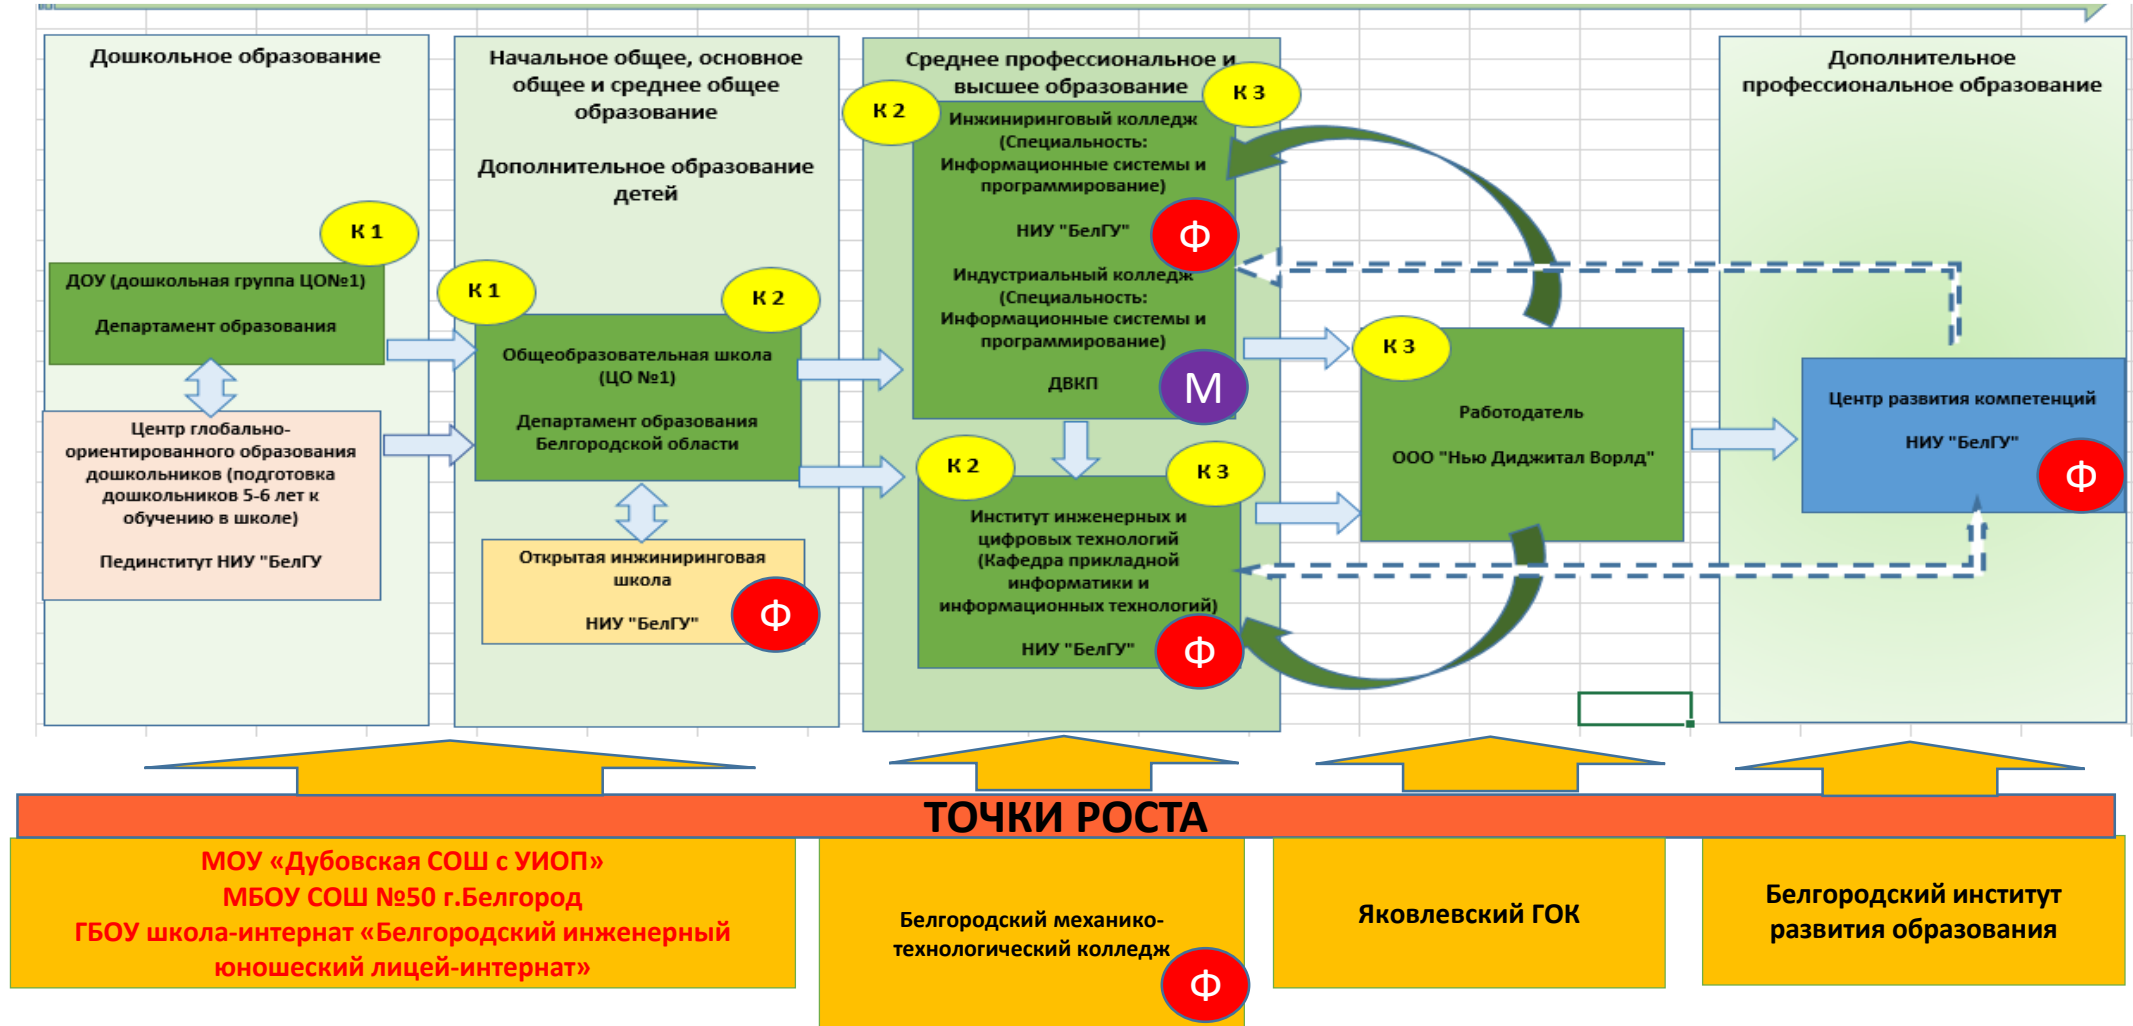 Дошкольное образование
К 1
ДОУ (дошкольная группа ЦО№1)
Департамент образования
Центр глобально-
ориентированного образования
дошкольников (подготовка
дошкольников 5-6 лет к
обучению в школе)
Пединститут НИУ "БелГУ
Начальное общее, основное
общее и среднее общее
образование
Дополнительное образование
детей
К 1
К 2
Общеобразовательная школа
(ЦО №1)
Департамент образования
Белгородской области
Открытая инжиниринговая
школа
НИУ "БелГУ"
Ф
Среднее профессиональное и
высшее образование
К 2
К 3
Инжиниринговый колледж
(Специальность:
Информационные системы и
программирование)
НИУ "БелГУ"
Ф
Индустриальный колледж
(Специальность:
Информационные системы и
программирование)
ДВКП
М
К 2
К 3
Институт инженерных и
цифровых технологий
(Кафедра прикладной
информатики и
информационных технологий)
НИУ "БелГУ"
Ф
К 3
Работодатель
ООО "Нью Диджитал Ворлд"
Дополнительное
профессиональное образование
Центр развития компетенций
НИУ "БелГУ"
Ф
ТОЧКИ РОСТА
МОУ «Дубовская СОШ с УИОП»
МБОУ СОШ №50 г.Белгород
ГБОУ школа-интернат «Белгородский инженерный
юношеский лицей-интернат»
Белгородский механико-
технологический колледж
Ф
Яковлевский ГОК
Белгородский институт
развития образования